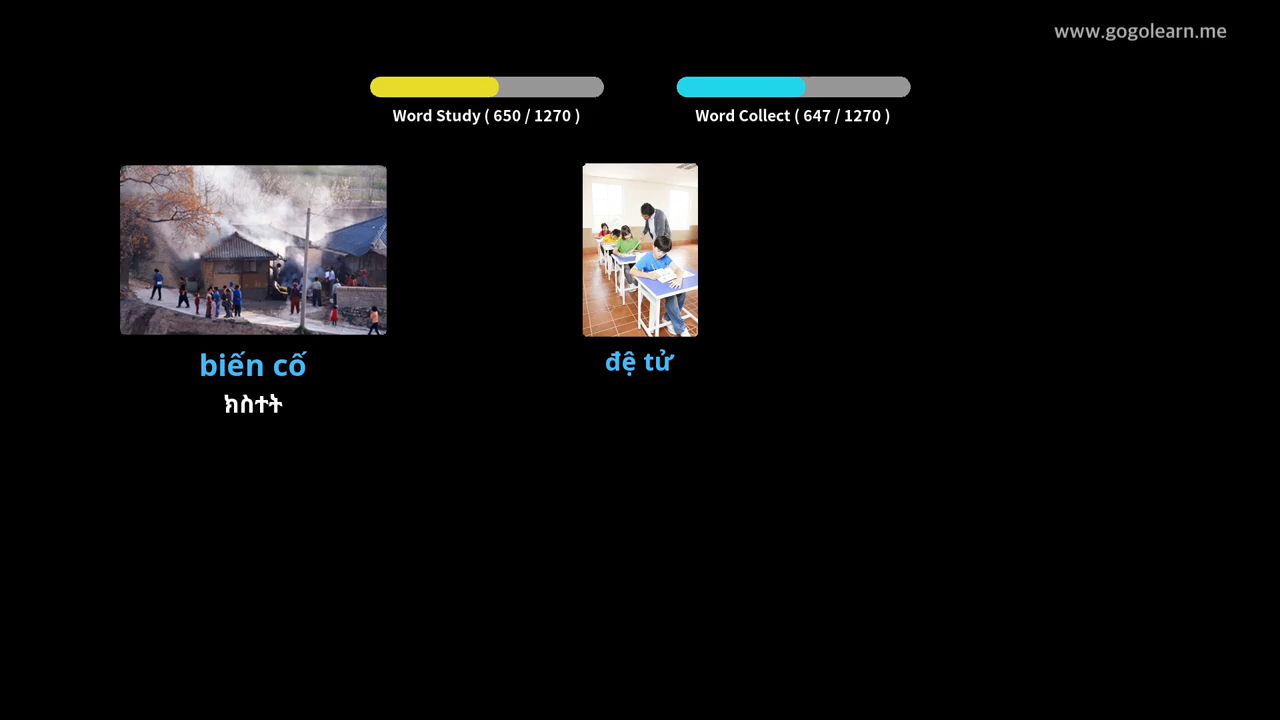 www.gogolearn.me
Word Study ( 650 / 1270 )
Word Collect ( 647 / 1270 )
biến cố
ክስተት
đệ tử